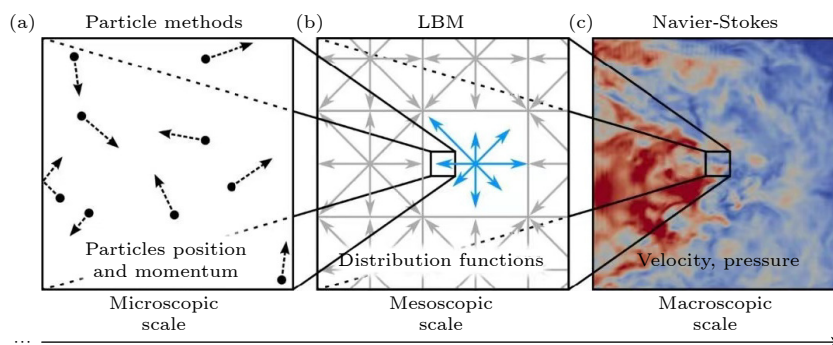 (a) Particle methods
(b) LBM
(c) Navier-Stokes
Particles position
and momentum
Distribution functions
Velocity, pressure
Microscopic
scale
Mesoscopic
scale
Macroscopic
scale
...